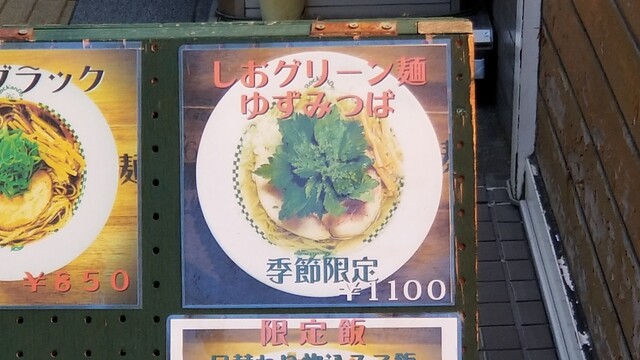 ブラック
麺
￥850
しおグリーン麺
ゆずみつば
季節限定
￥1100
限定飯